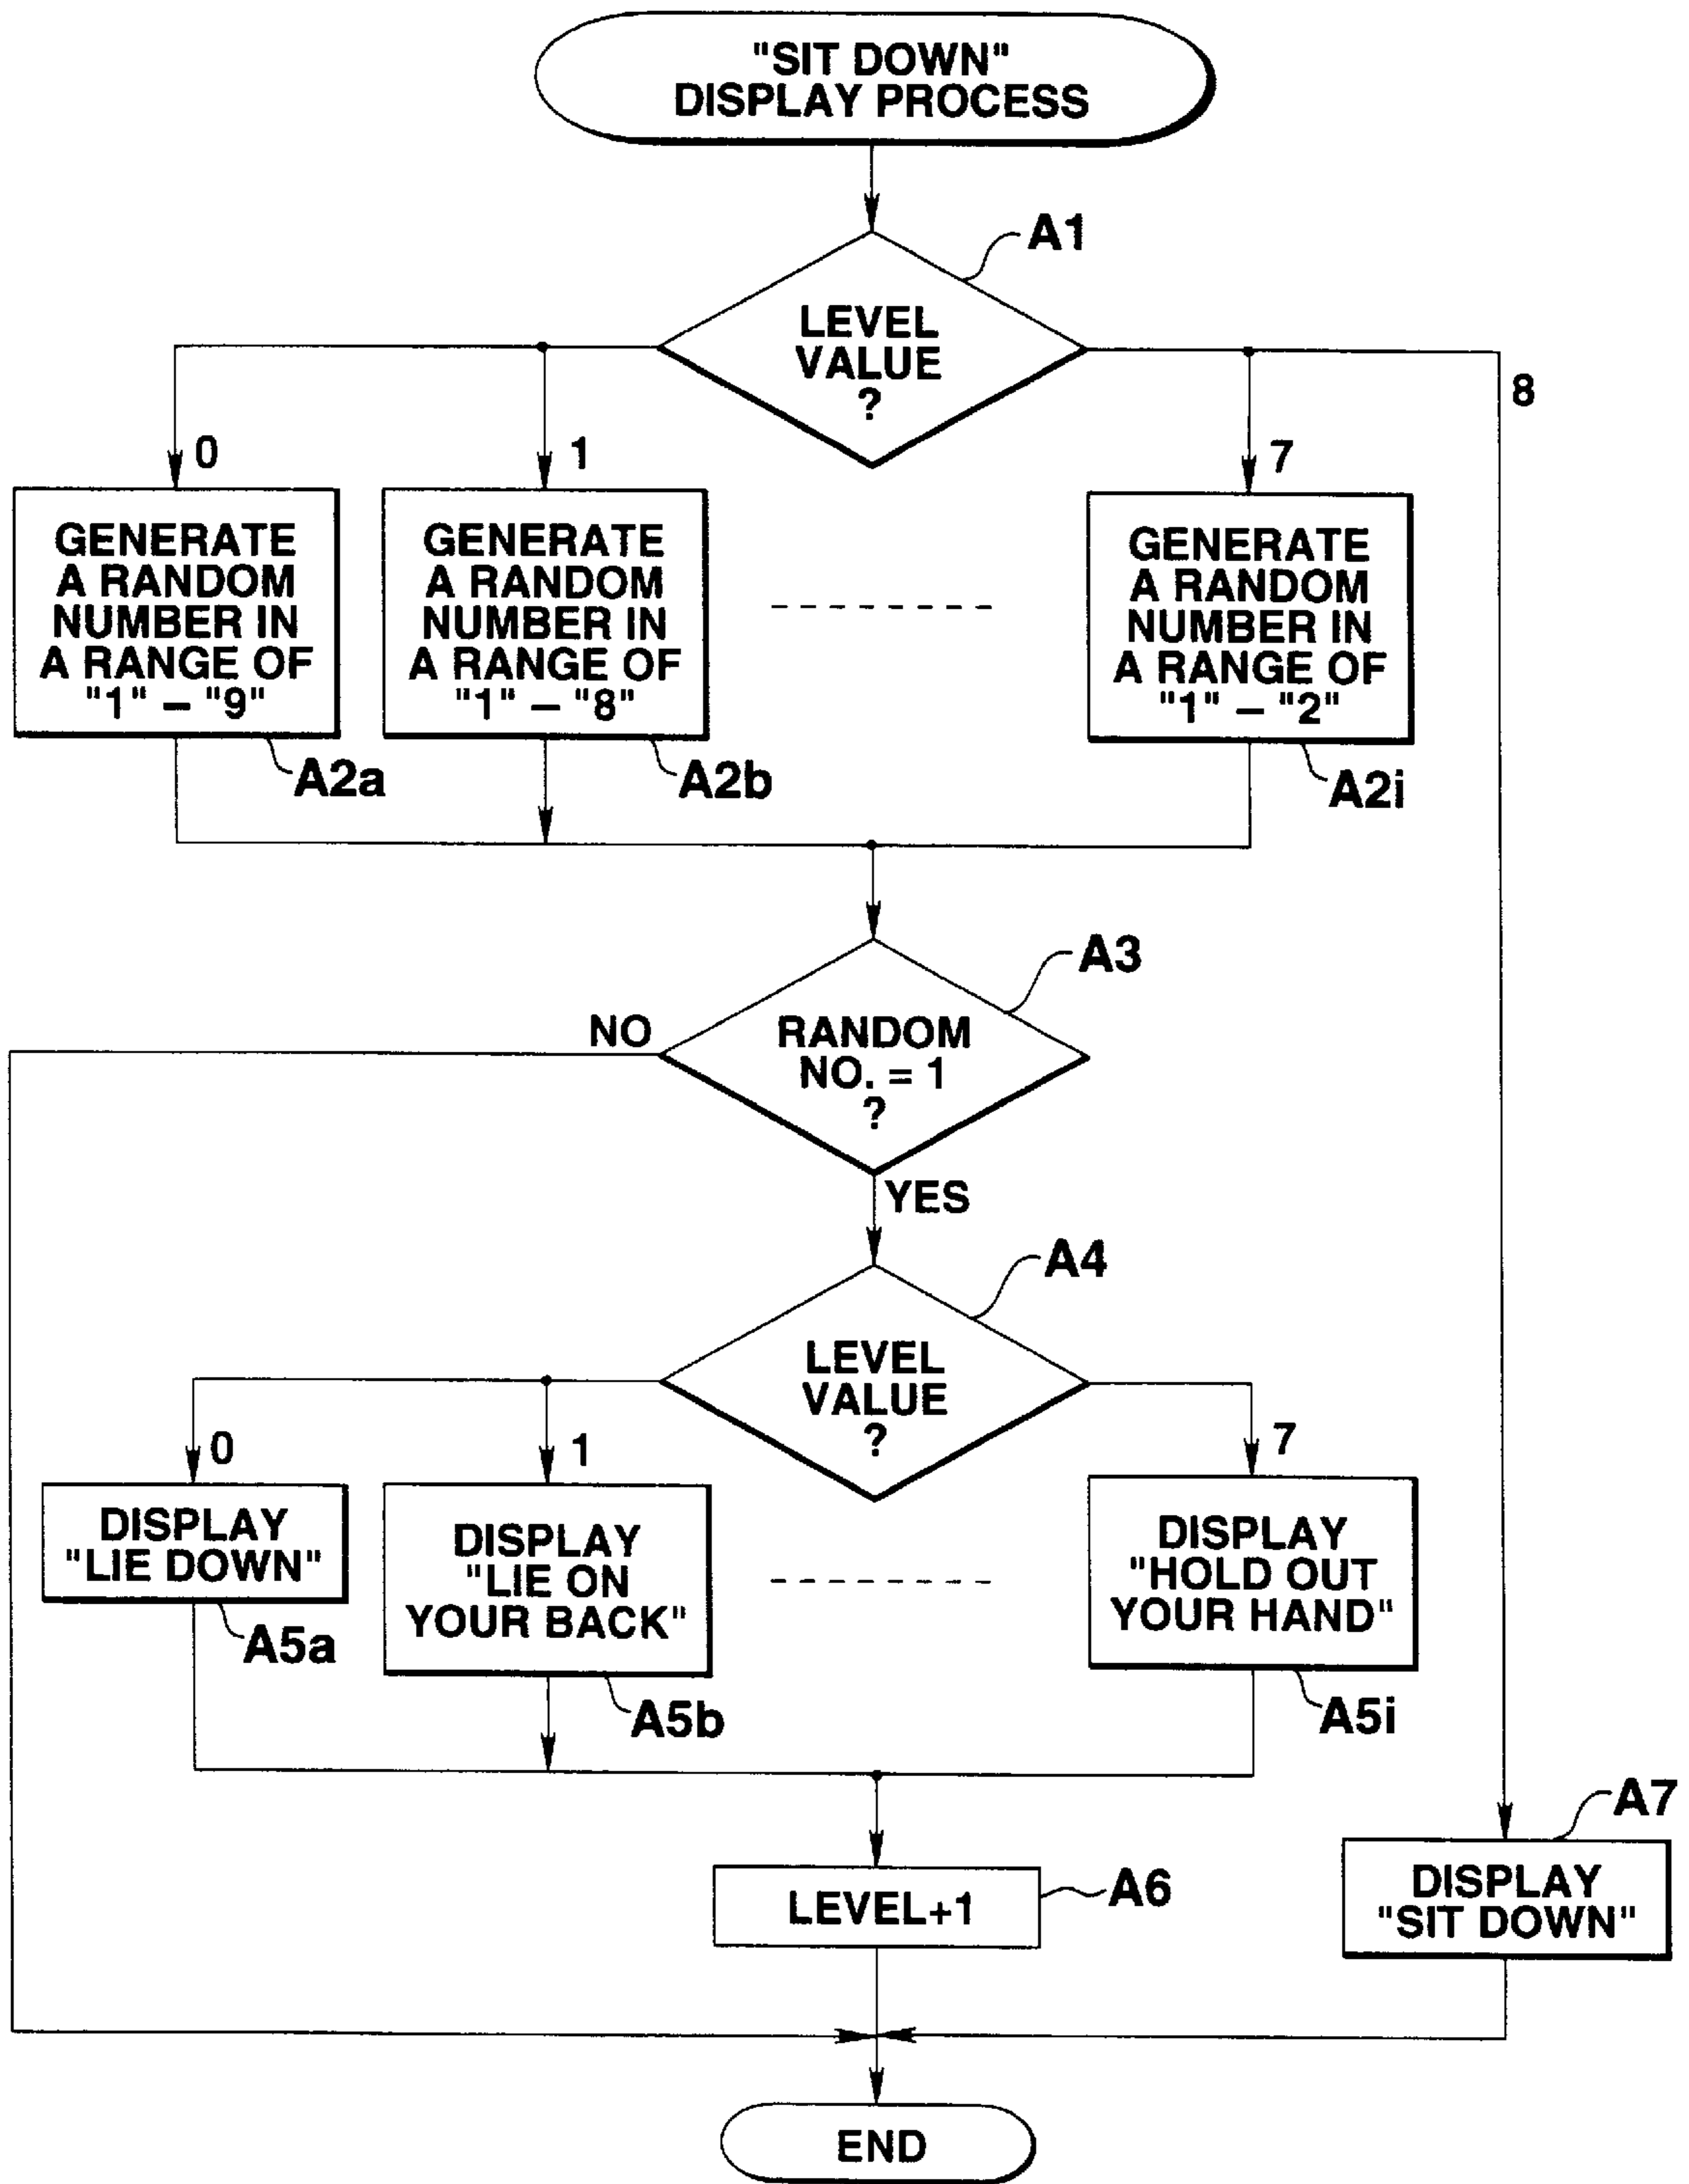 "SIT DOWN"
DISPLAY PROCESS
A1
LEVEL
VALUE
?
8
0
1
7
GENERATE
A RANDOM
NUMBER IN
A RANGE OF
"1" – "9"
GENERATE
A RANDOM
NUMBER IN
A RANGE OF
"1" – "8"
GENERATE
A RANDOM
NUMBER IN
A RANGE OF
"1" – "2"
A2a
A2b
A2i
A3
NO
RANDOM
NO. = 1
?
YES
A4
LEVEL
VALUE
?
0
1
7
DISPLAY
"LIE DOWN"
DISPLAY
"LIE ON
YOUR BACK"
DISPLAY
"HOLD OUT
YOUR HAND"
A5a
A5b
A5i
A7
LEVEL+1
A6
DISPLAY
"SIT DOWN"
END